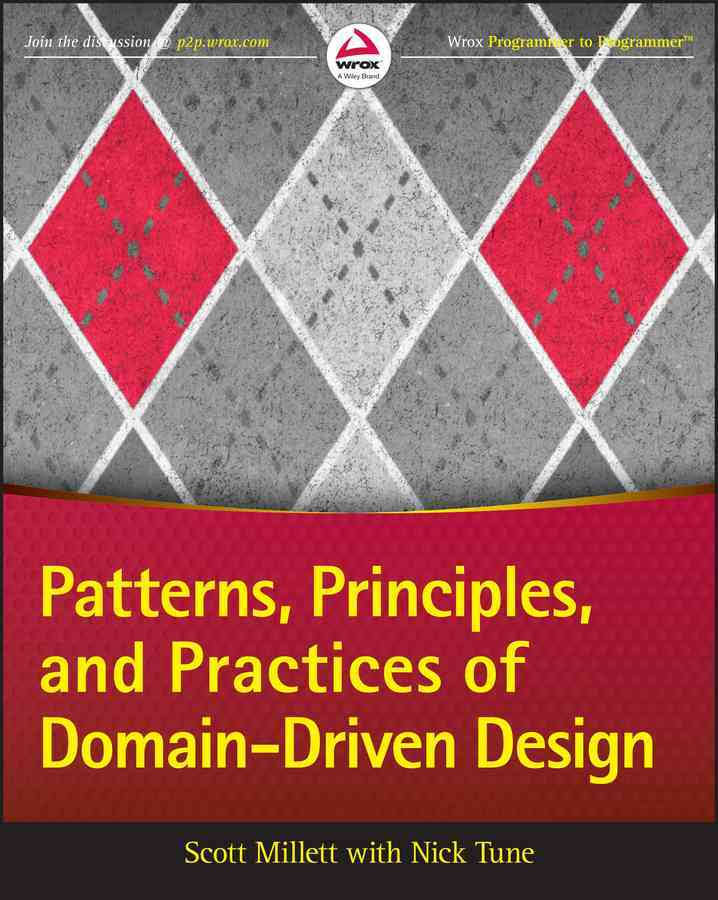 Join the discussion @ p2p.wrox.com
Wrox Programmer to Programmer™
wrox™
A Wiley Brand
Patterns, Principles,
and Practices of
Domain-Driven Design
Scott Millett with Nick Tune